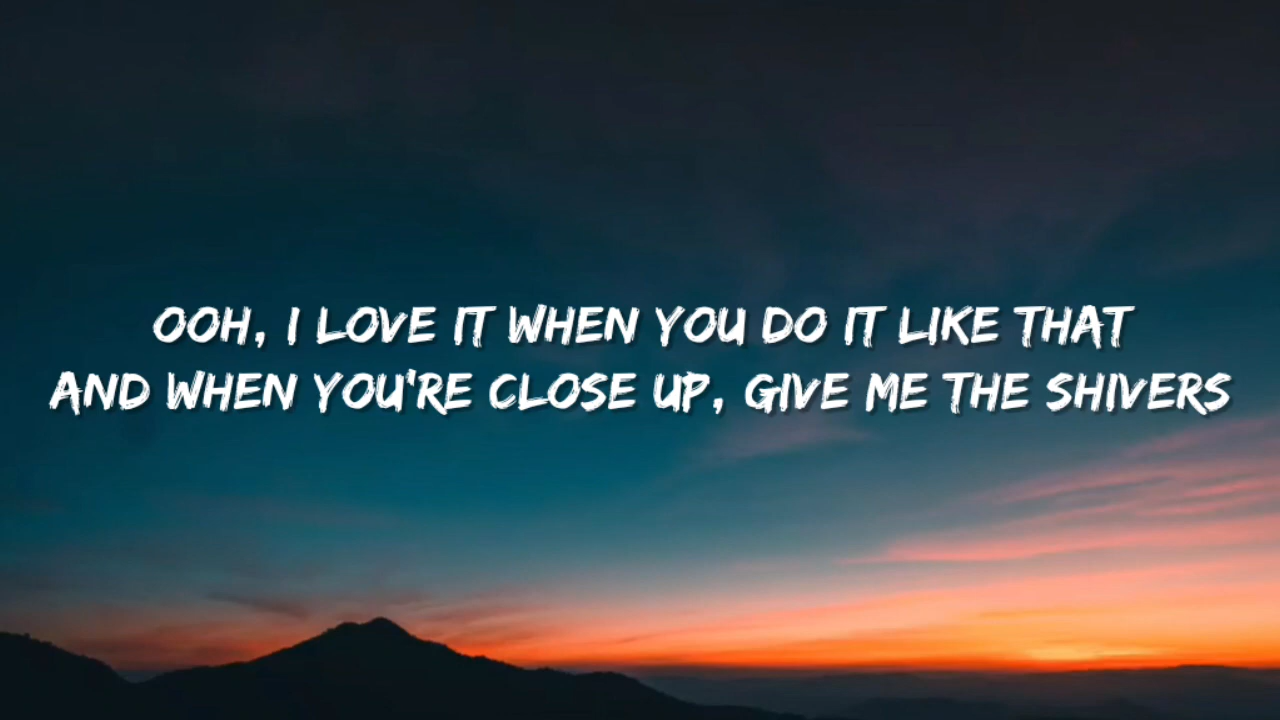 OOH, I LOVE IT WHEN YOU DO IT LIKE THAT
AND WHEN YOU'RE CLOSE UP, GIVE ME THE SHIVERS